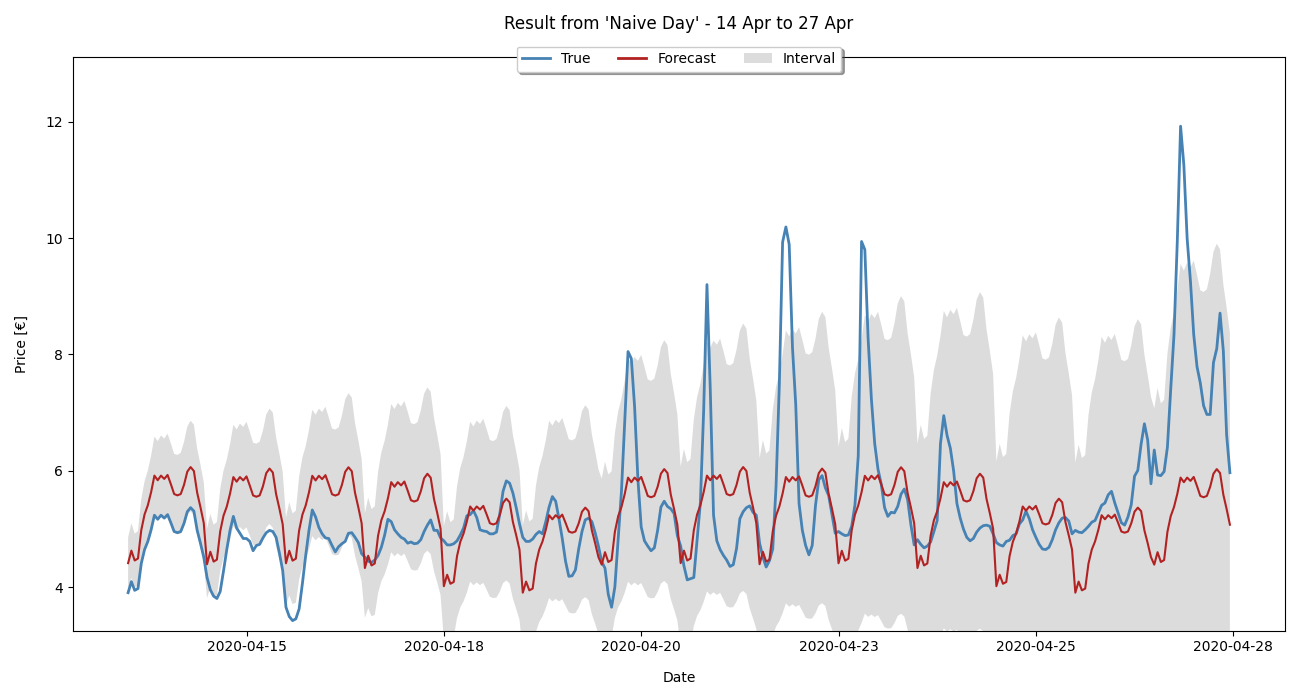 Result from 'Naive Day' - 14 Apr to 27 Apr
True Forecast Interval
12
10
8
6
4
Price [€]
2020-04-15 2020-04-18 2020-04-20 2020-04-23 2020-04-25 2020-04-28
Date